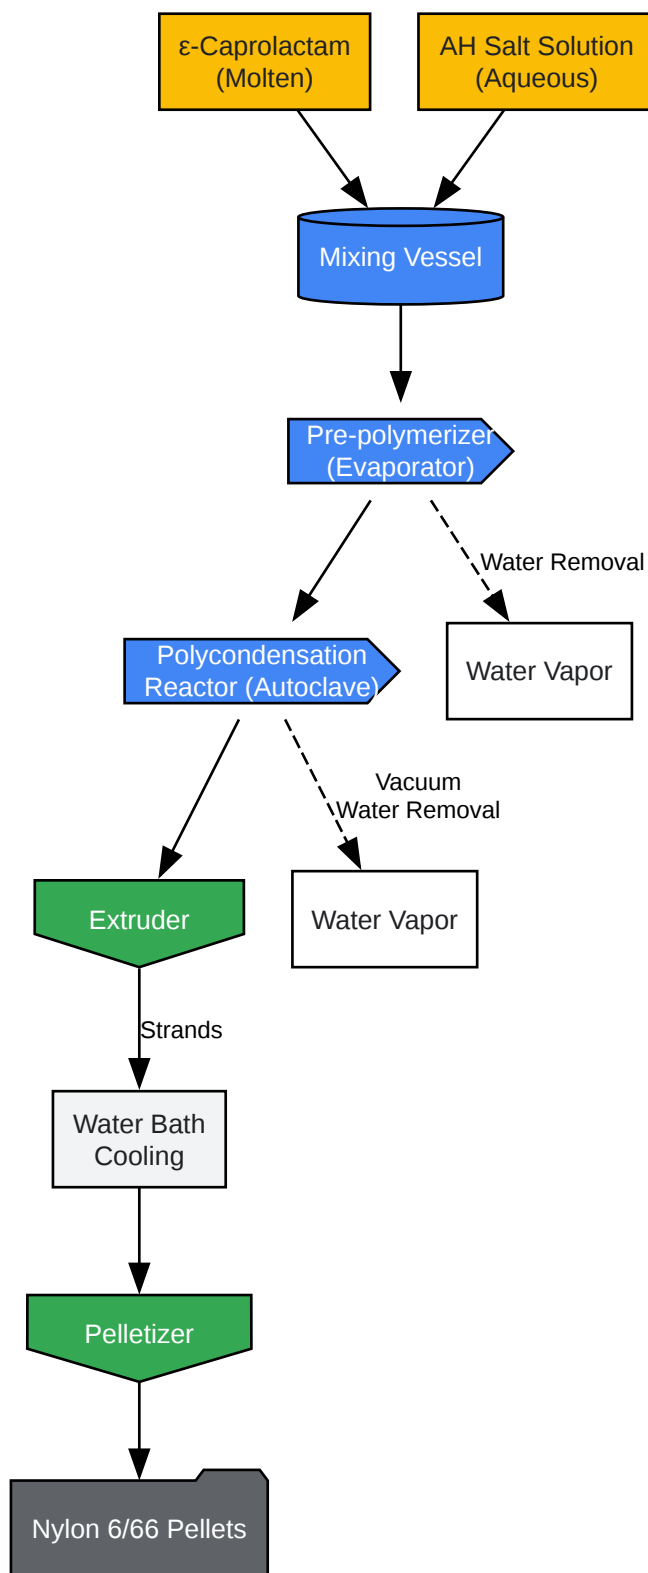 ε-Caprolactam
(Molten)
AH Salt Solution
(Aqueous)
Mixing Vessel
Pre-polymerizer
(Evaporator)
Water Removal
Polycondensation
Reactor (Autoclave)
Water Vapor
Vacuum
Water Removal
Extruder
Water Vapor
Strands
Water Bath
Cooling
Pelletizer
Nylon 6/66 Pellets